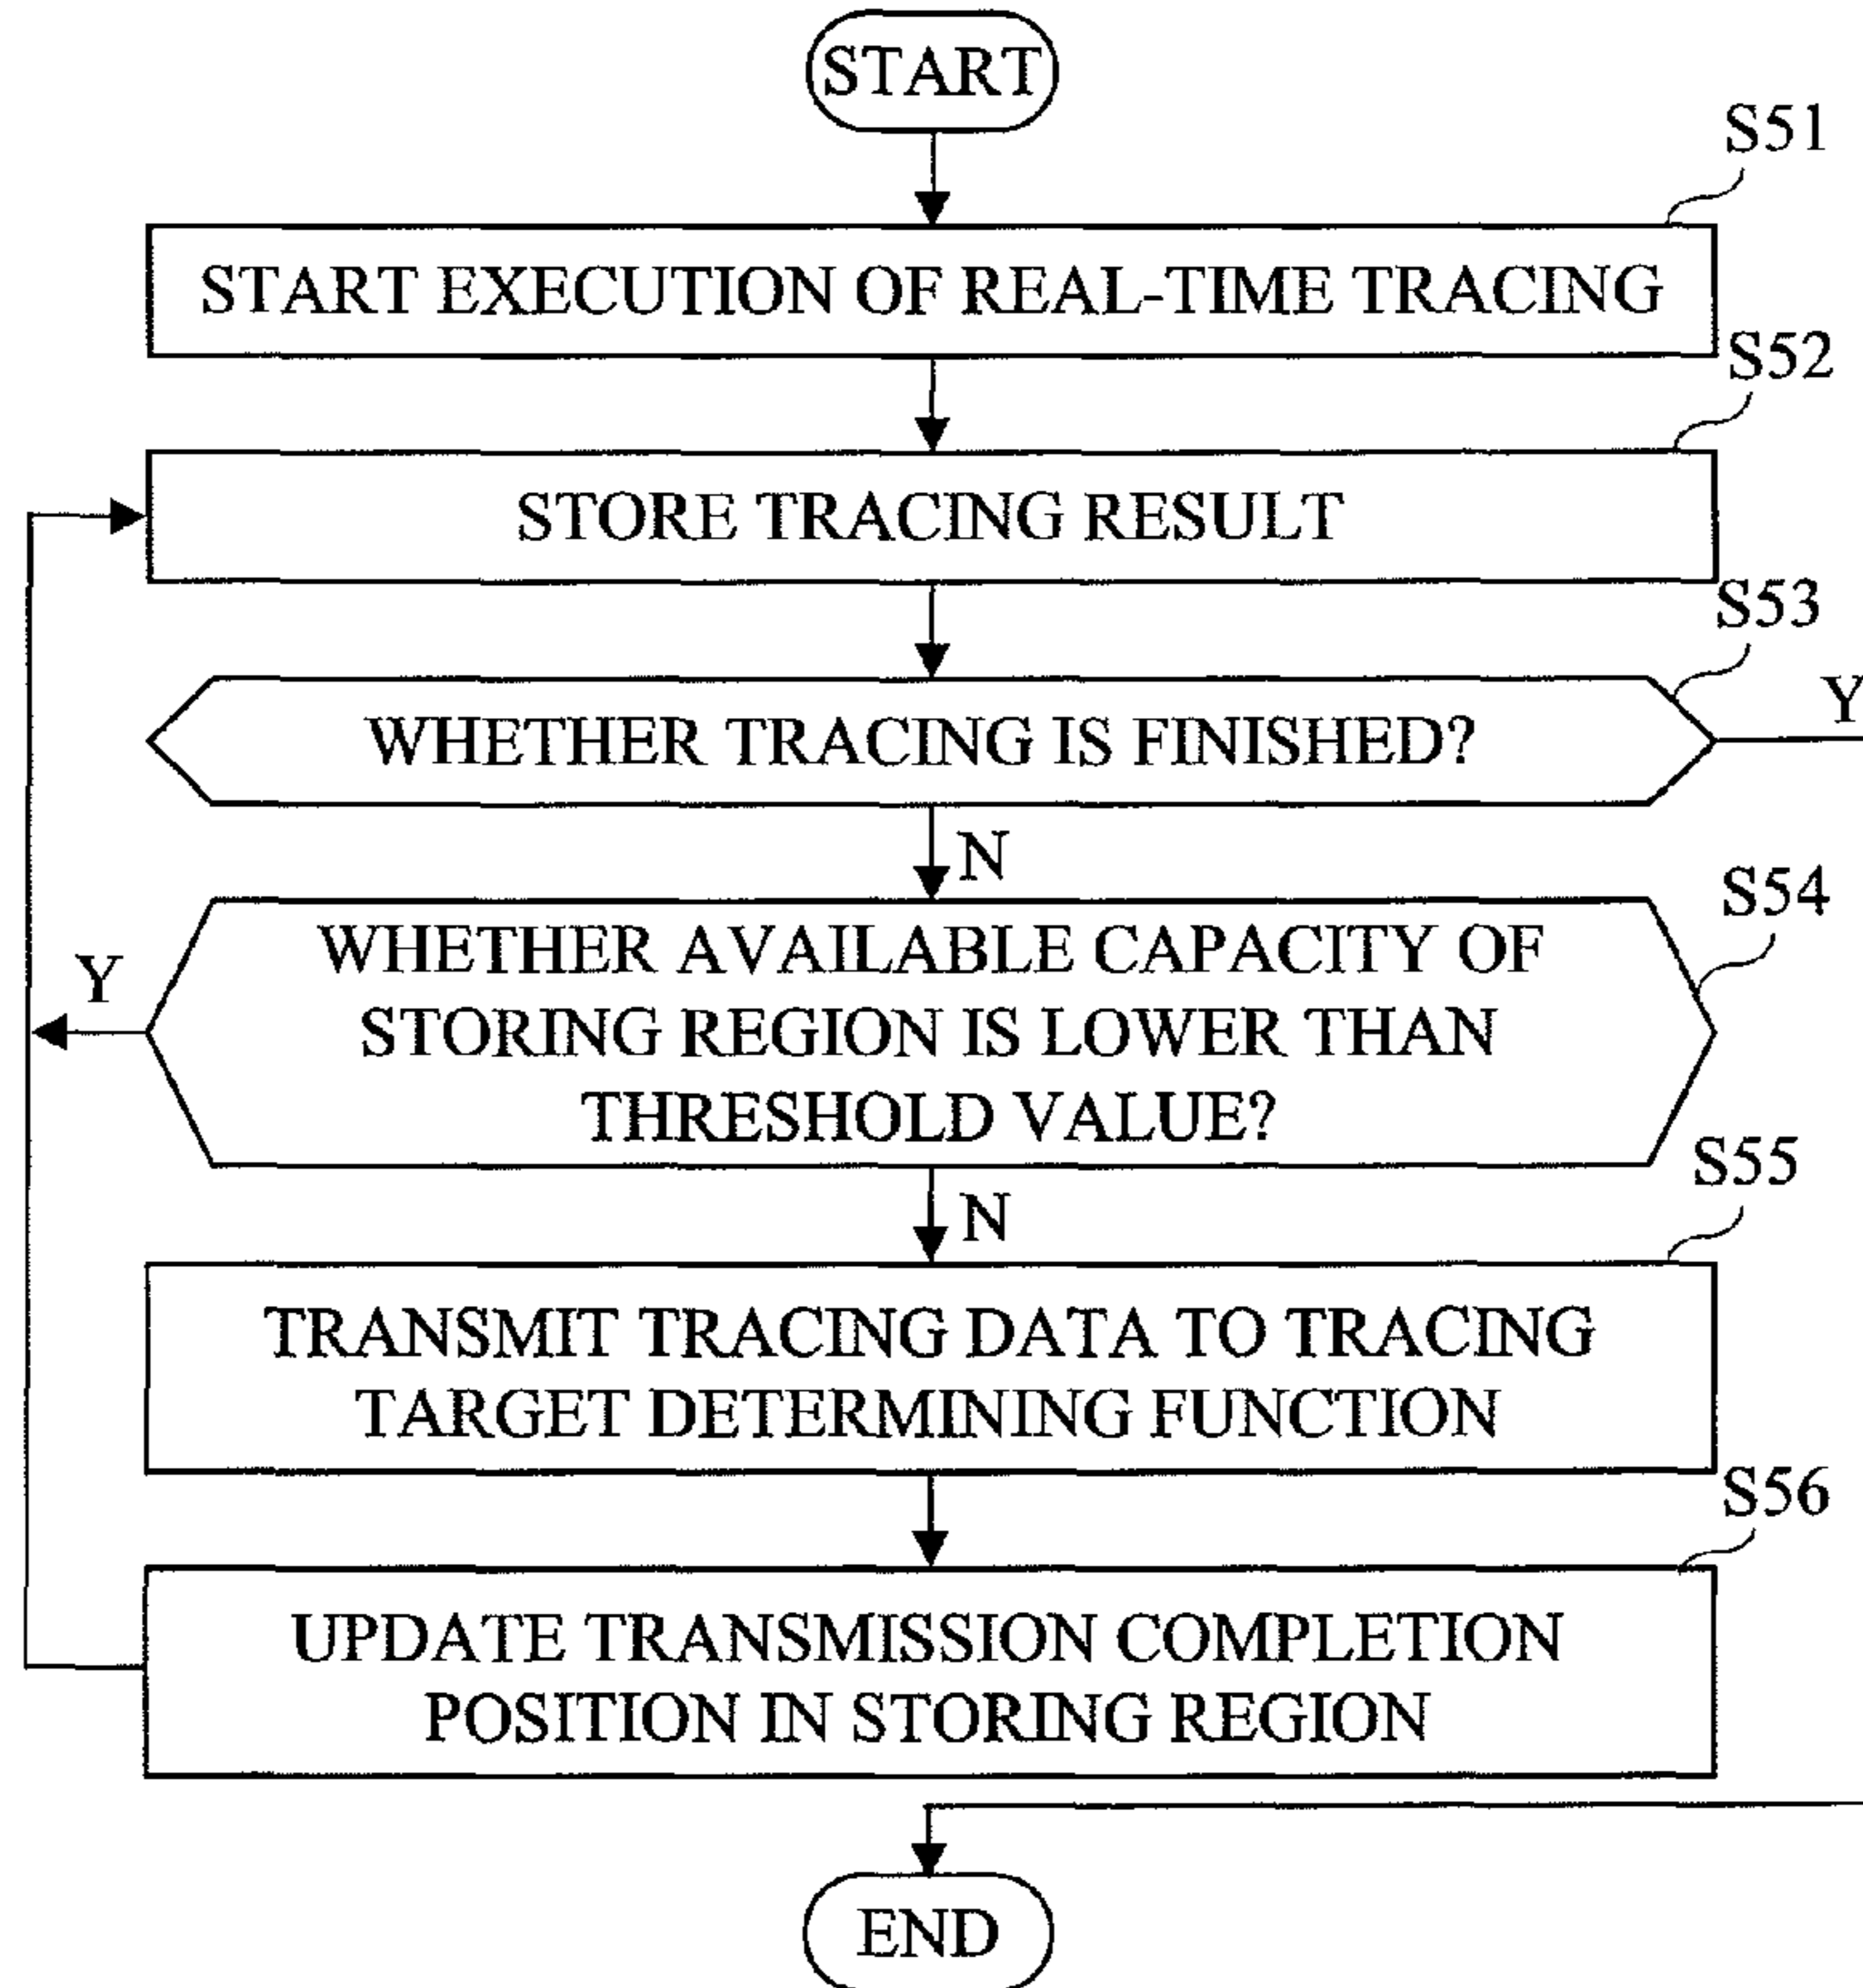 START
S51
START EXECUTION OF REAL-TIME TRACING
S52
STORE TRACING RESULT
S53
WHETHER TRACING IS FINISHED?
Y
N
S54
WHETHER AVAILABLE CAPACITY OF
STORING REGION IS LOWER THAN
THRESHOLD VALUE?
Y
N
S55
TRANSMIT TRACING DATA TO TRACING
TARGET DETERMINING FUNCTION
S56
UPDATE TRANSMISSION COMPLETION
POSITION IN STORING REGION
END